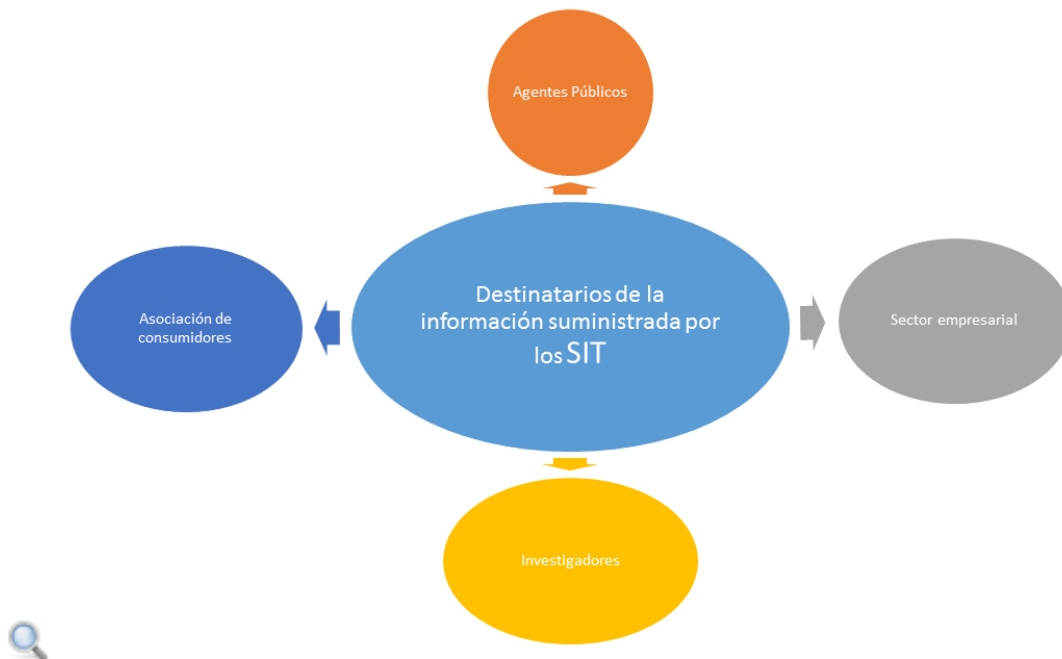 Agentes Públicos
Destinatarios de la
información suministrada por
los SIT
Asociación de
consumidores
Sector empresarial
Investigadores